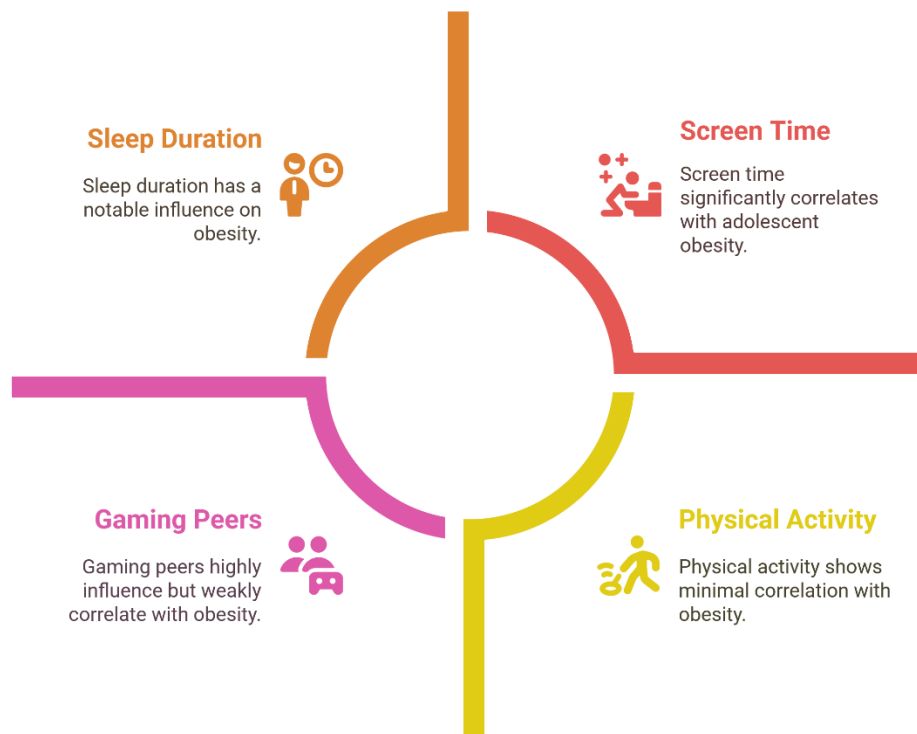 Sleep Duration
Sleep duration has a
notable influence on
obesity.
Screen Time
Screen time
significantly correlates
with adolescent
obesity.
Gaming Peers
Gaming peers highly
influence but weakly
correlate with obesity.
Physical Activity
Physical activity shows
minimal correlation with
obesity.